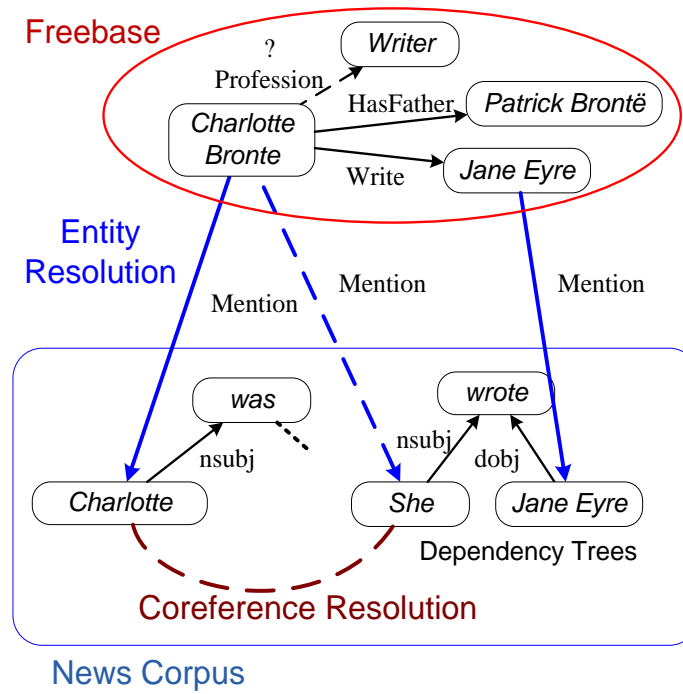 Freebase
?
Writer
Profession
HasFather
Patrick Brontë
Charlotte
Bronte
Write
Jane Eyre
Entity
Resolution
Mention
Mention
Mention
was
wrote
nsubj
nsubj
dobj
Charlotte
She
Jane Eyre
Dependency Trees
Coreference Resolution
News Corpus